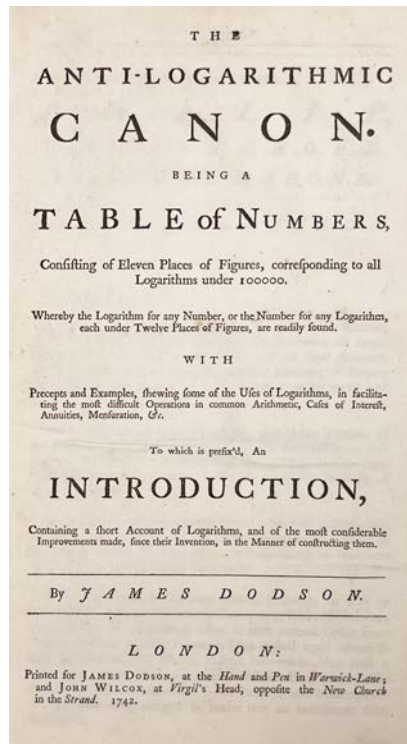 THE
ANTI-LOGARITHMIC
CANON.
BEING A
TABLE of NUMBERS,
Conſiſting of Eleven Places of Figures, correſponding to all
Logarithms under 100000.
Whereby the Logarithm for any Number, or the Number for any Logarithm,
each under Twelve Places of Figures, are readily found.
WITH
Precepts and Examples, ſhewing ſome of the Uſes of Logarithms, in facilita-
ting the moſt difficult Operations in common Arithmetic, Caſes of Intereſt,
Annuities, Menſuration, &c.
To which is prefix'd, An
INTRODUCTION,
Containing a ſhort Account of Logarithms, and of the moſt conſiderable
Improvements made, ſince their Invention, in the Manner of conſtructing them.
By JAMES DODSON.
LONDON:
Printed for JAMES DODSON, at the Hand and Pen in Warwick-Lane;
and JOHN WILCOX, at Virgil's Head, oppoſite the New Church
in the Strand. 1742.